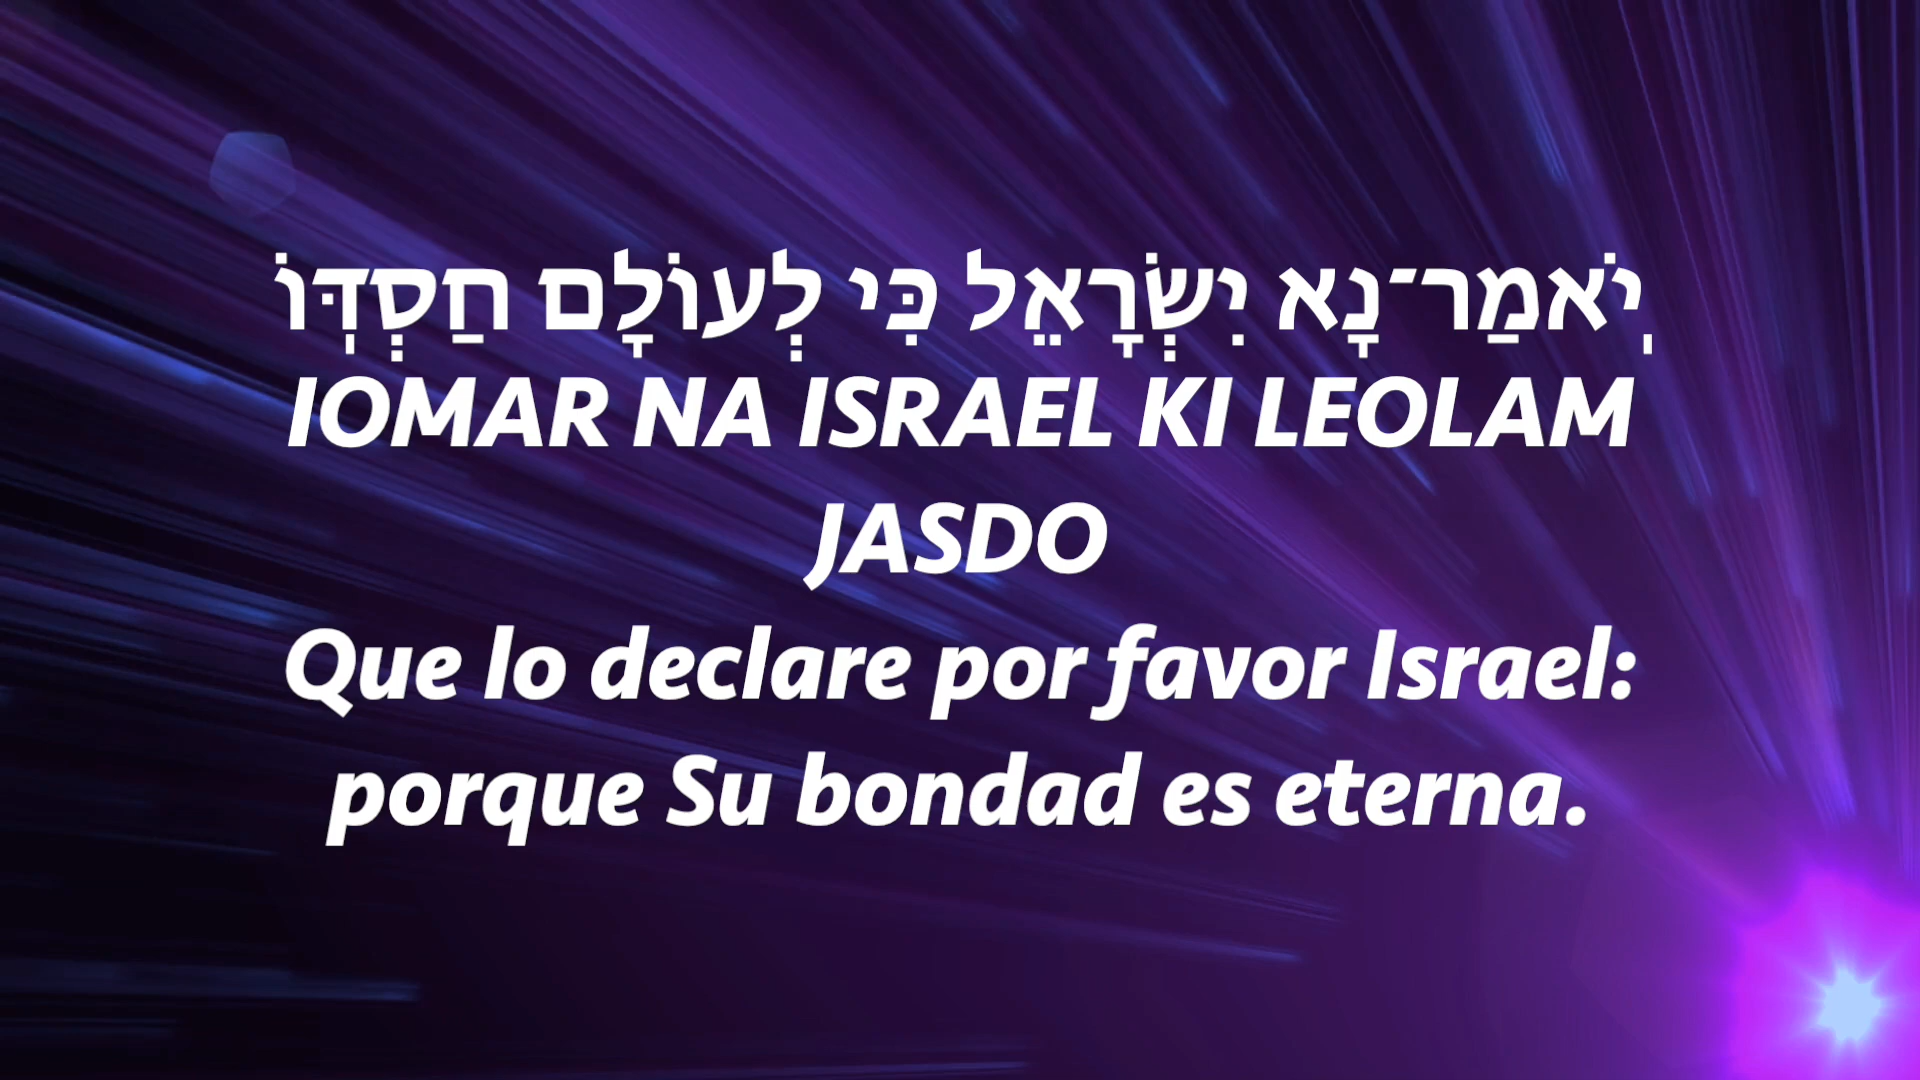 יֹֽאמַר־נָא יִשְׂרָאֵל כִּי לְעוֹלָם חַסְדּֽוֹ
IOMAR NA ISRAEL KI LEOLAM
JASDO
Que lo declare por favor Israel:
porque Su bondad es eterna.